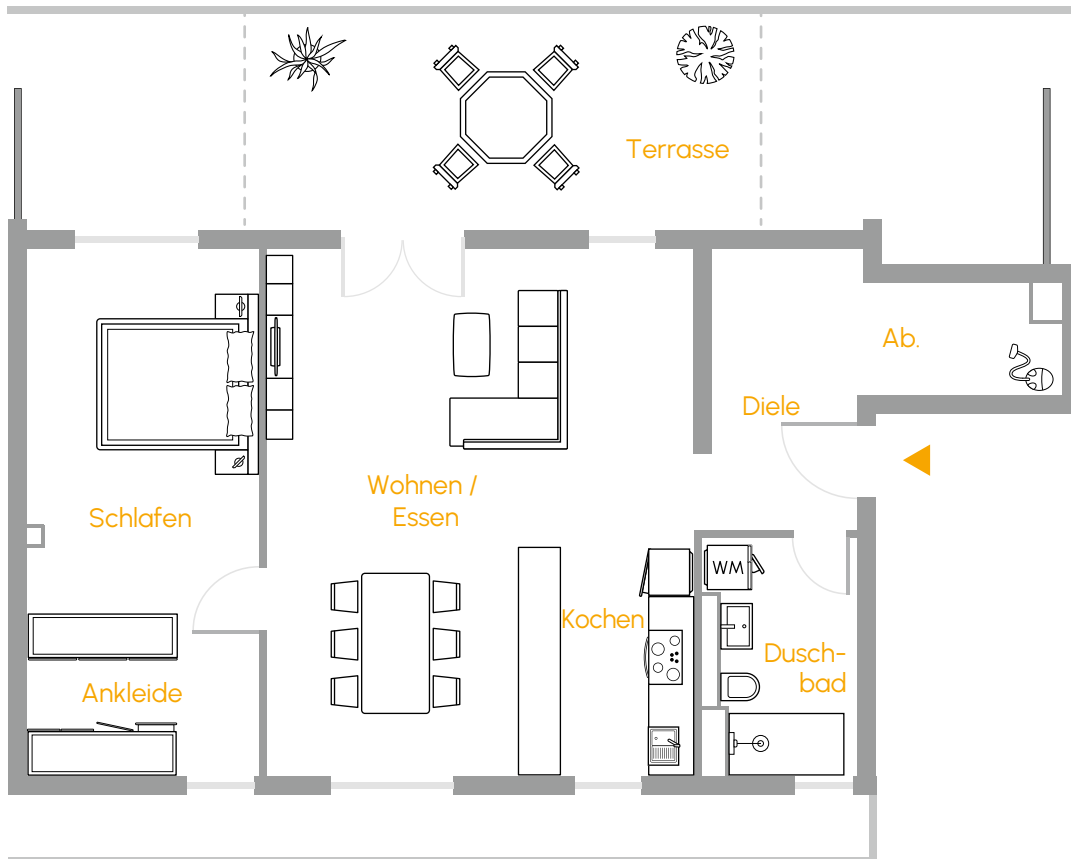 Terrasse
Ab.
Diele
Wohnen /
Essen
Schlafen
WM
Kochen
Dusch-
bad
Ankleide